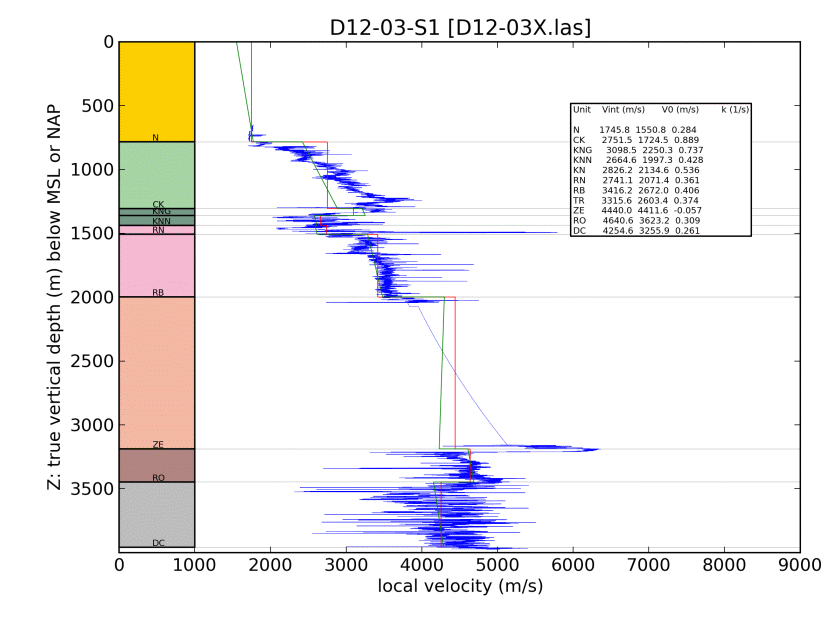 D12-03-S1 [D12-03X.las]
Z: true vertical depth (m) below MSL or NAP
0
500
1000
1500
2000
2500
3000
3500
N
CK
KNG
KNN
RN
RB
ZE
RO
DC
Unit Vint (m/s) V0 (m/s) k (1/s)
N 1745.8 1550.8 0.284
CK 2751.5 1724.5 0.889
KNG 3098.5 2250.3 0.737
KNN 2664.6 1997.3 0.428
KN 2826.2 2134.6 0.536
RN 2741.1 2071.4 0.361
RB 3416.2 2672.0 0.406
TR 3315.6 2603.4 0.374
ZE 4440.0 4411.6 -0.057
RO 4640.6 3623.2 0.309
DC 4254.6 3255.9 0.261
0 1000 2000 3000 4000 5000 6000 7000 8000 9000
local velocity (m/s)